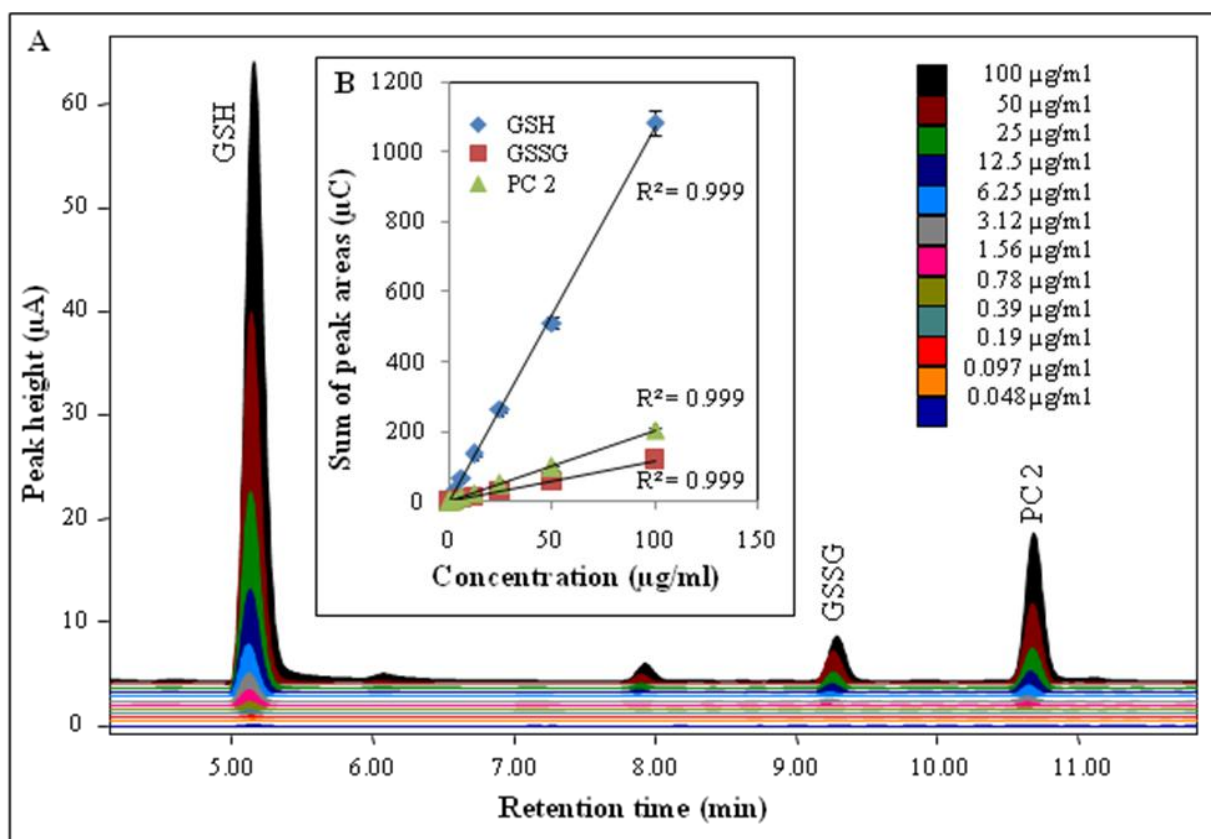 A
GSH
GSSG
PC 2
Peak height (μA)
60
50
40
30
20
10
0
5.00 6.00 7.00 8.00 9.00 10.00 11.00
Retention time (min)
B
Sum of peak areas (μC)
1200
1000
800
600
400
200
0
0 50 100 150
Concentration (μg/ml)
GSH
GSSG
PC 2
R² = 0.999
R² = 0.999
R² = 0.999
100 μg/ml
50 μg/ml
25 μg/ml
12.5 μg/ml
6.25 μg/ml
3.12 μg/ml
1.56 μg/ml
0.78 μg/ml
0.39 μg/ml
0.19 μg/ml
0.097 μg/ml
0.048 μg/ml